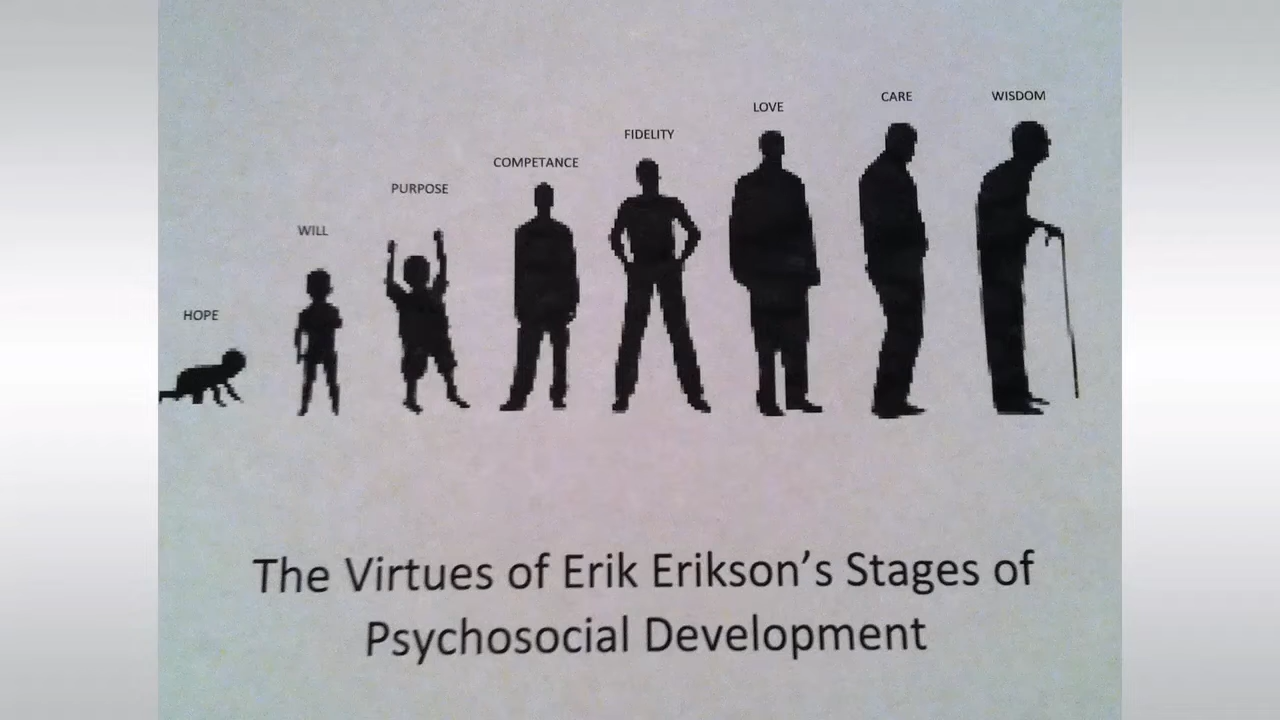 HOPE
WILL
PURPOSE
COMPETANCE
FIDELITY
LOVE
CARE
WISDOM
The Virtues of Erik Erikson’s Stages of
Psychosocial Development